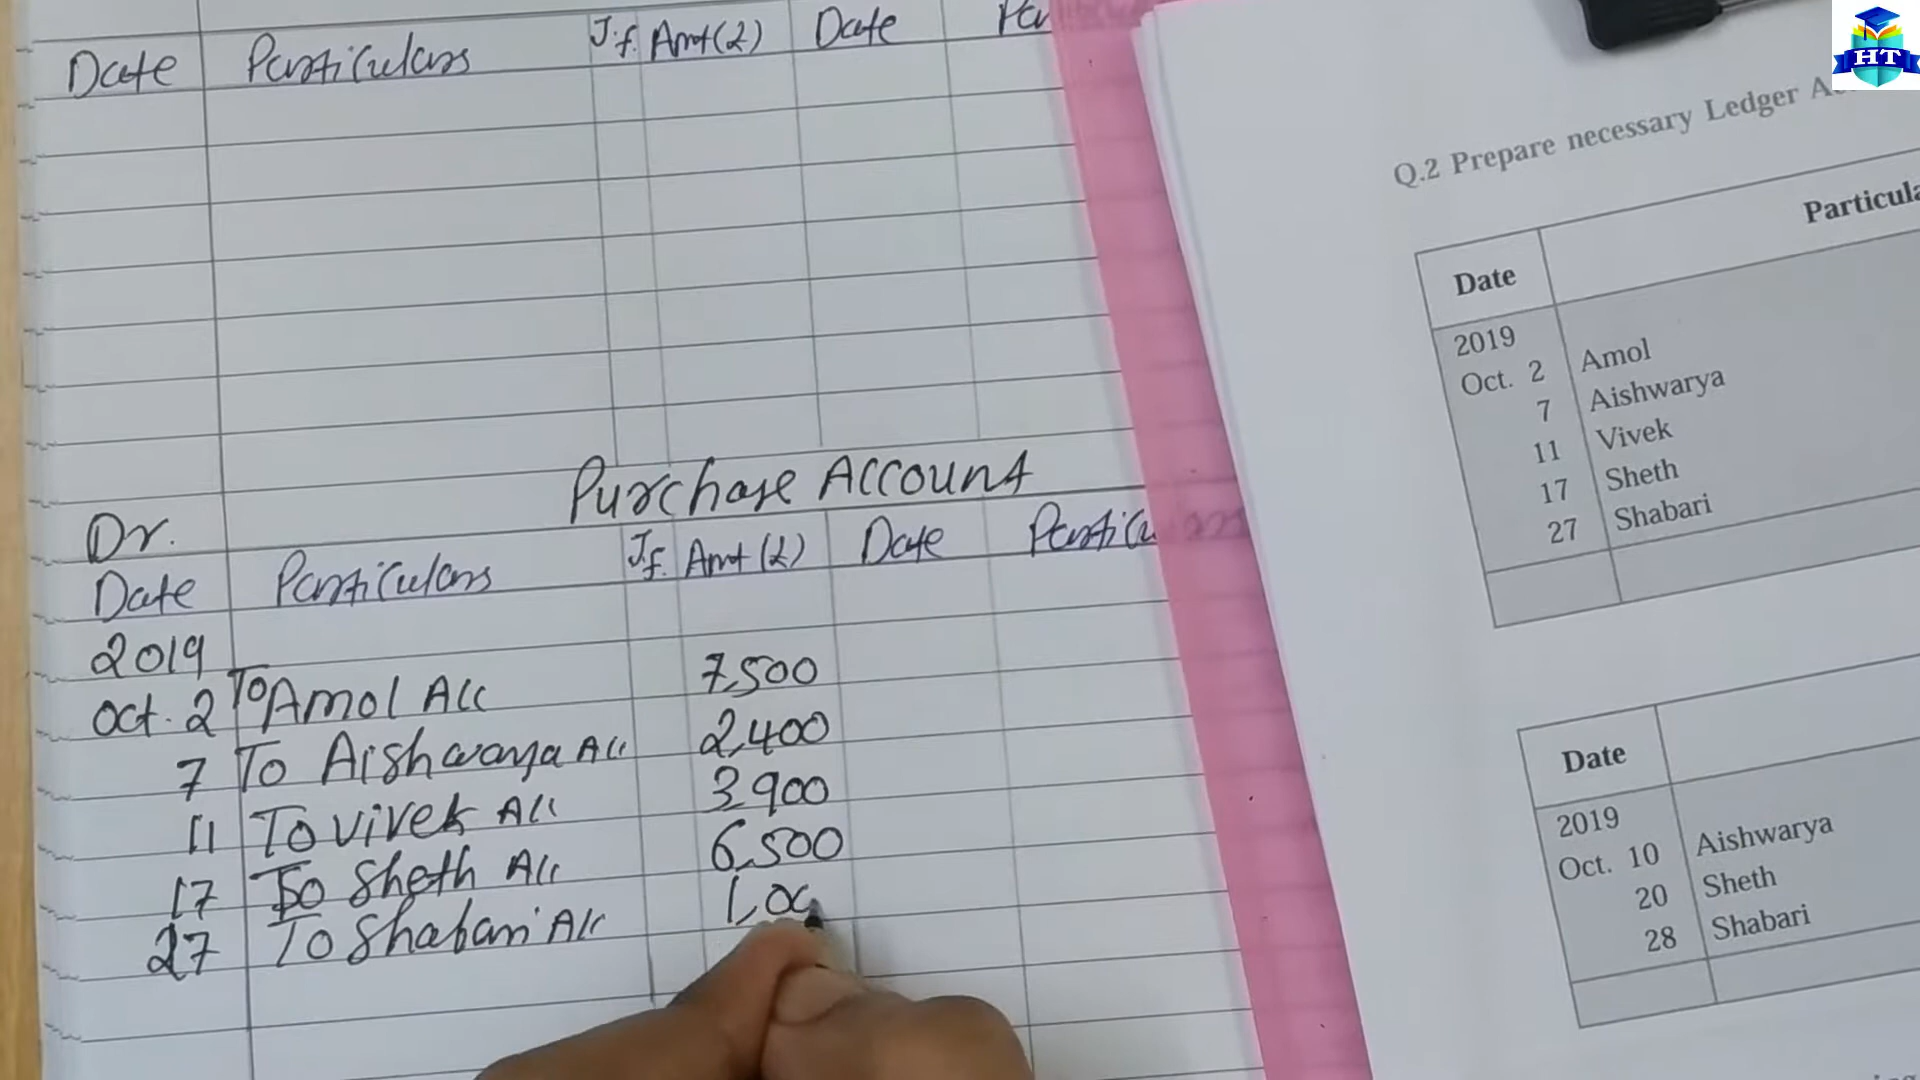 Date Particulars J.f. Amt(₹) Date
Purchase Account
Dr.
Date Particulars J.f. Amt (₹) Date Particu
2019
Oct. 2 To Amol A/c 7,500
7 To Aishwarya A/c 2,400
11 To Vivek A/c 3,900
17 To Sheth A/c 6,500
27 To Shabari A/c 1,00
HT
Q.2 Prepare necessary Ledger
Date Particula
2019
Oct. 2 Amol
7 Aishwarya
11 Vivek
17 Sheth
27 Shabari
Date
2019
Oct. 10 Aishwarya
20 Sheth
28 Shabari